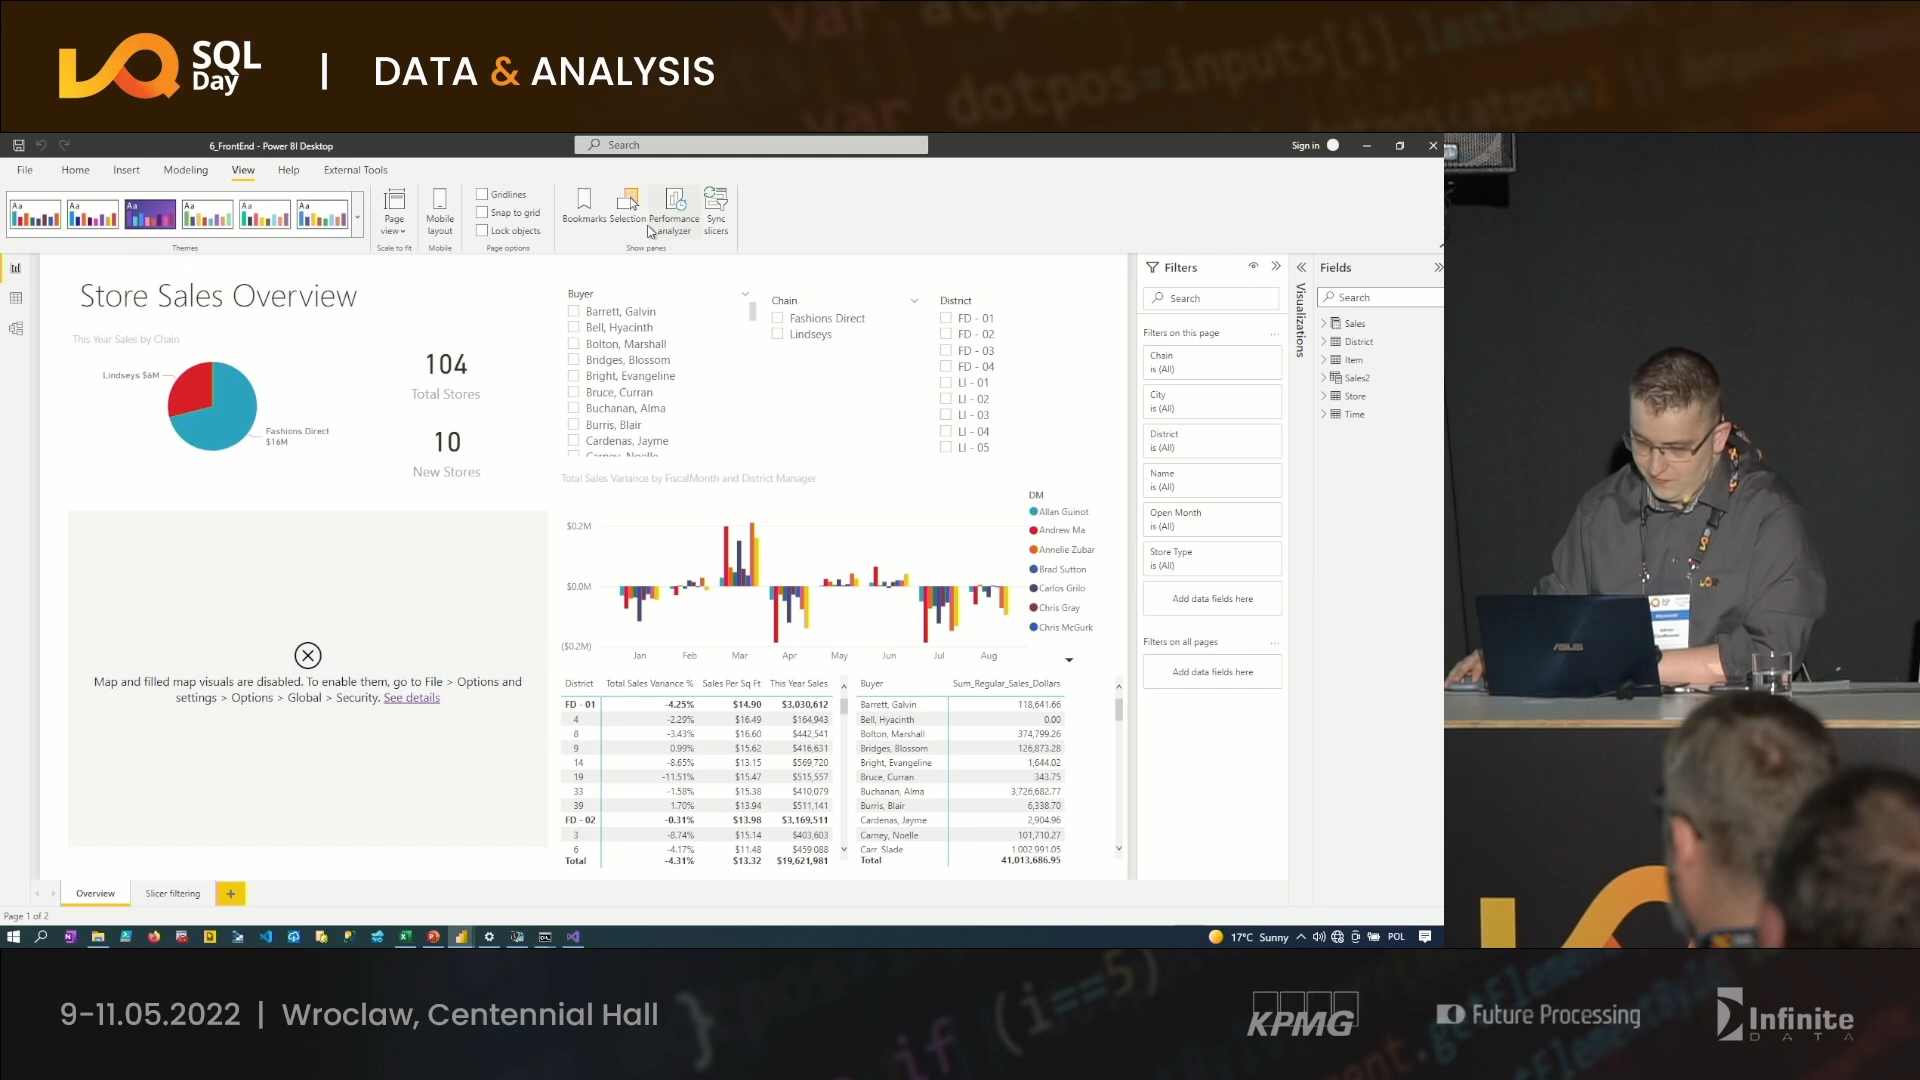 SQL
Day
| DATA & ANALYSIS
6_FrontEnd - Power BI Desktop
Search
Sign in
File Home Insert Modeling View Help External Tools
Aa Aa Aa Aa Aa Aa
Themes
Page view
Scale to fit
Mobile layout
Mobile
Gridlines
Snap to grid
Lock objects
Page options
Bookmarks
Selection
Performance analyzer
Sync slicers
Show panes
Store Sales Overview
This Year Sales by Chain
Lindseys $6M
Fashions Direct
$16M
104
Total Stores
10
New Stores
Buyer
Barrett, Galvin
Bell, Hyacinth
Bolton, Marshall
Bridges, Blossom
Bright, Evangeline
Bruce, Curran
Buchanan, Alma
Burris, Blair
Cardenas, Jayme
Carney, Noelle
Chain
Fashions Direct
Lindseys
District
FD - 01
FD - 02
FD - 03
FD - 04
LI - 01
LI - 02
LI - 03
LI - 04
LI - 05
Total Sales Variance by FiscalMonth and District Manager
$0.2M
$0.0M
($0.2M)
Jan Feb Mar Apr May Jun Jul Aug
DM
Allan Guinot
Andrew Ma
Annelie Zubar
Brad Sutton
Carlos Grilo
Chris Gray
Chris McGurk
Map and filled map visuals are disabled. To enable them, go to File > Options and
settings > Options > Global > Security. See details
District Total Sales Variance % Sales Per Sq Ft This Year Sales
FD - 01 -4.25% $14.90 $3,030,612
4 -2.29% $16.49 $164,943
8 -3.43% $16.60 $442,541
9 0.99% $15.62 $416,631
14 -8.65% $13.15 $569,720
19 -11.51% $15.47 $515,557
33 -1.58% $15.38 $410,079
39 1.70% $13.94 $511,141
FD - 02 -0.31% $13.98 $3,169,511
3 -8.74% $15.14 $403,603
6 -4.17% $11.48 $459,088
Total -4.31% $13.32 $19,621,981
Buyer Sum_Regular_Sales_Dollars
Barrett, Galvin 118,641.66
Bell, Hyacinth 0.00
Bolton, Marshall 374,799.26
Bridges, Blossom 126,873.28
Bright, Evangeline 1,644.02
Bruce, Curran 343.75
Buchanan, Alma 3,726,682.77
Burris, Blair 6,338.70
Cardenas, Jayme 2,904.96
Carney, Noelle 101,710.27
Carr, Slade 1,002,991.05
Total 41,013,686.95
Filters
Search
Filters on this page
Chain
is (All)
City
is (All)
District
is (All)
Name
is (All)
Open Month
is (All)
Store Type
is (All)
Add data fields here
Filters on all pages
Add data fields here
Visualizations
Fields
Search
Sales
District
Item
Sales2
Store
Time
Overview Slicer filtering
Page 1 of 2
17°C Sunny POL
ASUS
9-11.05.2022 | Wroclaw, Centennial Hall
KPMG
Future Processing
Infinite
DATA